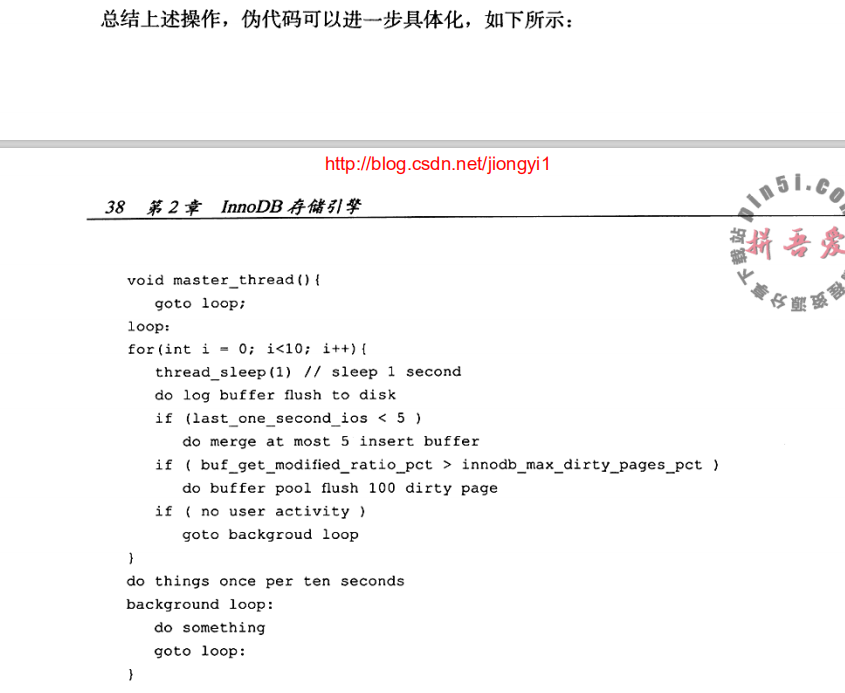 总结上述操作，伪代码可以进一步具体化，如下所示：
http://blog.csdn.net/jiongyi1
38 第2章 InnoDB存储引擎
pin5i.co
拼吾爱
程资源分享下载站
void master_thread(){
goto loop;
loop:
for(int i = 0; i<10; i++){
thread_sleep(1) // sleep 1 second
do log buffer flush to disk
if (last_one_second_ios < 5 )
do merge at most 5 insert buffer
if ( buf_get_modified_ratio_pct > innodb_max_dirty_pages_pct )
do buffer pool flush 100 dirty page
if ( no user activity )
goto backgroud loop
}
do things once per ten seconds
background loop:
do something
goto loop:
}